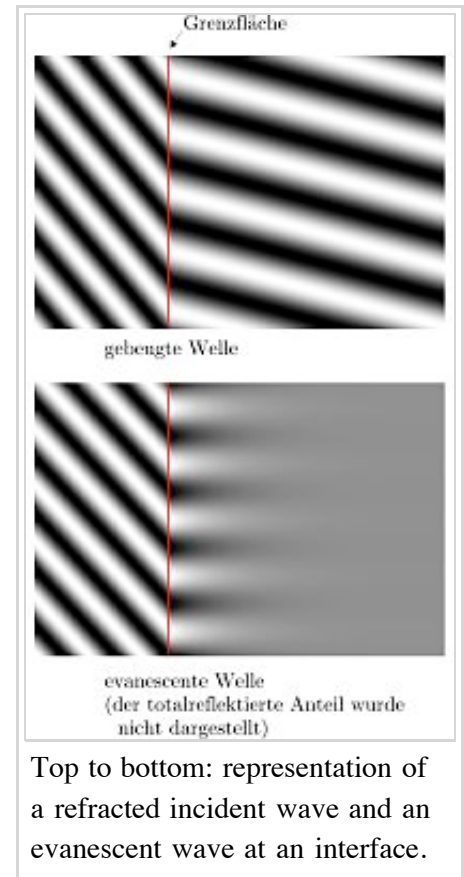 Grenzfläche
gebeugte Welle
evanescente Welle
(der totalreflektierte Anteil wurde
nicht dargestellt)
Top to bottom: representation of
a refracted incident wave and an
evanescent wave at an interface.